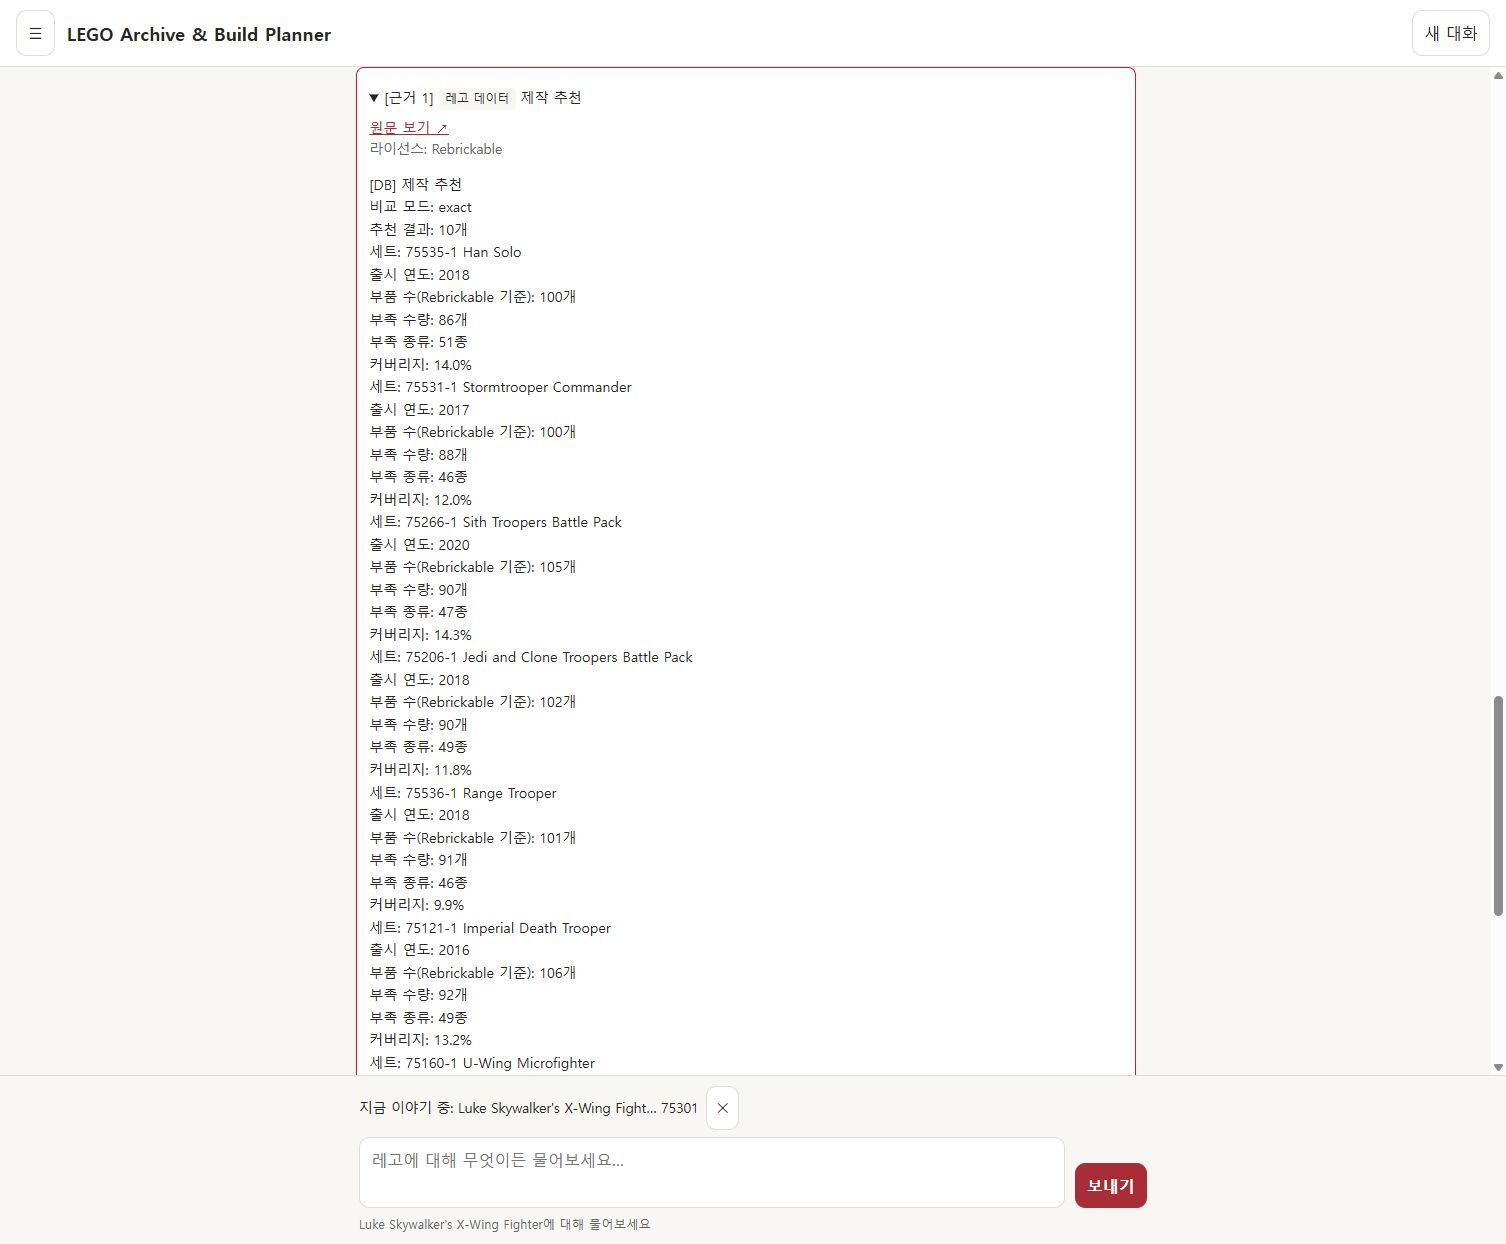 ☰ LEGO Archive & Build Planner 새 대화
▼ [근거 1] 레고 데이터 제작 추천
원문 보기 ↗
라이선스: Rebrickable
[DB] 제작 추천
비교 모드: exact
추천 결과: 10개
세트: 75535-1 Han Solo
출시 연도: 2018
부품 수(Rebrickable 기준): 100개
부족 수량: 86개
부족 종류: 51종
커버리지: 14.0%
세트: 75531-1 Stormtrooper Commander
출시 연도: 2017
부품 수(Rebrickable 기준): 100개
부족 수량: 88개
부족 종류: 46종
커버리지: 12.0%
세트: 75266-1 Sith Troopers Battle Pack
출시 연도: 2020
부품 수(Rebrickable 기준): 105개
부족 수량: 90개
부족 종류: 47종
커버리지: 14.3%
세트: 75206-1 Jedi and Clone Troopers Battle Pack
출시 연도: 2018
부품 수(Rebrickable 기준): 102개
부족 수량: 90개
부족 종류: 49종
커버리지: 11.8%
세트: 75536-1 Range Trooper
출시 연도: 2018
부품 수(Rebrickable 기준): 101개
부족 수량: 91개
부족 종류: 46종
커버리지: 9.9%
세트: 75121-1 Imperial Death Trooper
출시 연도: 2016
부품 수(Rebrickable 기준): 106개
부족 수량: 92개
부족 종류: 49종
커버리지: 13.2%
세트: 75160-1 U-Wing Microfighter
지금 이야기 중: Luke Skywalker's X-Wing Fight... 75301 ×
레고에 대해 무엇이든 물어보세요...
보내기
Luke Skywalker's X-Wing Fighter에 대해 물어보세요